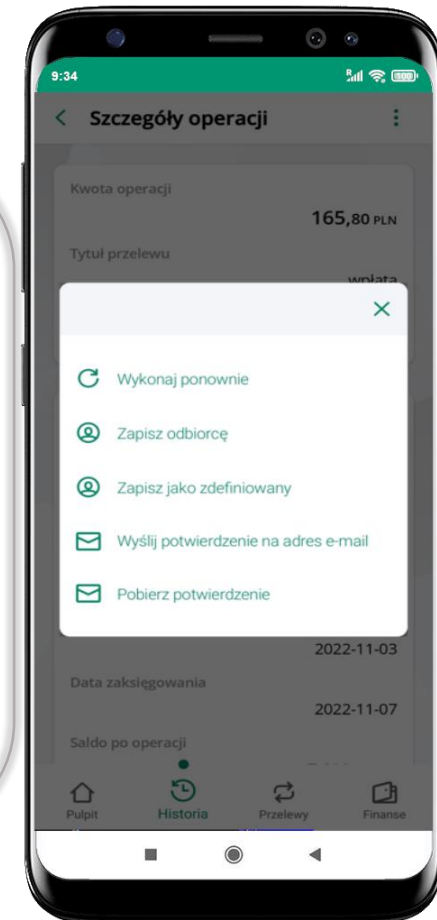 9:34
100
Szczegóły operacji
Kwota operacji
165,80 PLN
Tytuł przelewu
wpłata
Wykonaj ponownie
Zapisz odbiorcę
Zapisz jako zdefiniowany
Wyślij potwierdzenie na adres e-mail
Pobierz potwierdzenie
2022-11-03
Data zaksięgowania
2022-11-07
Saldo po operacji
Pulpit
Historia
Przelewy
Finanse